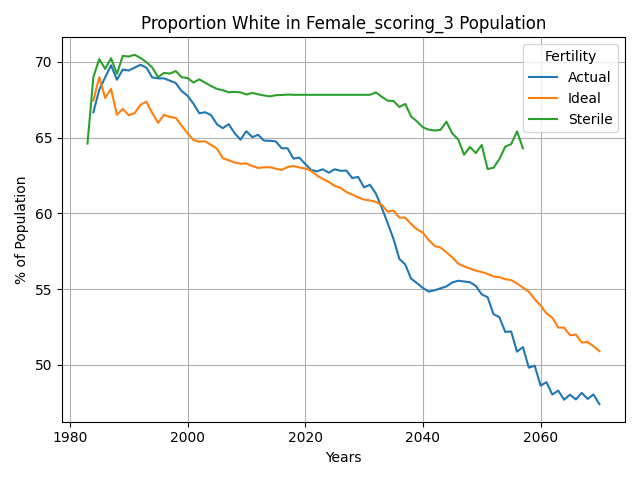 Proportion White in Female_scoring_3 Population
% of Population
70
65
60
55
50
Fertility
Actual
Ideal
Sterile
1980
2000
2020
2040
2060
Years